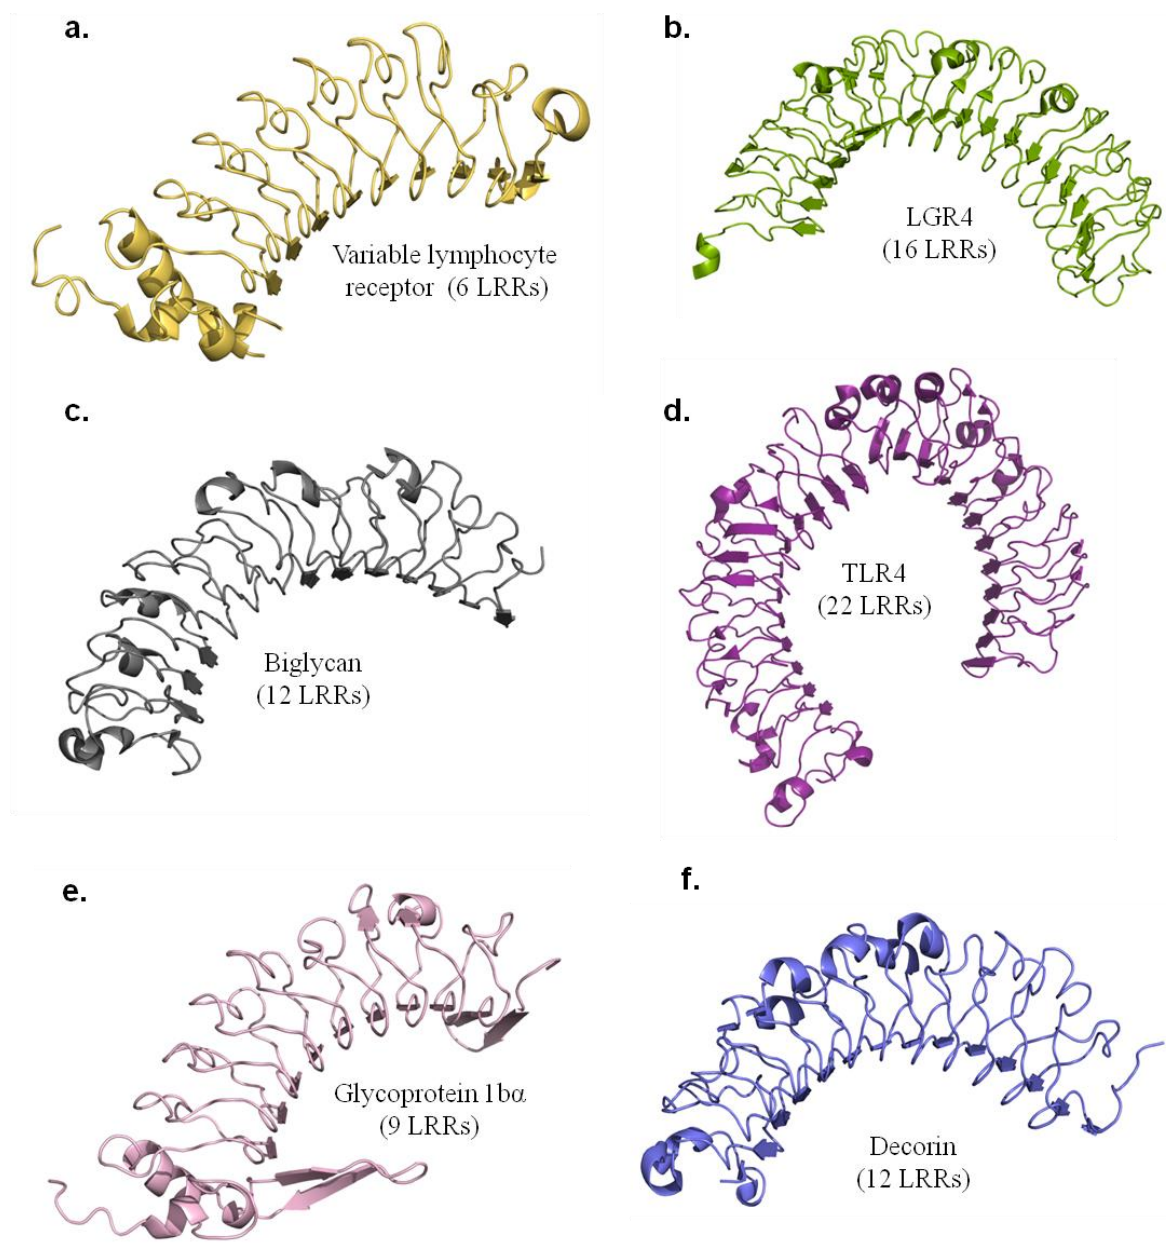 a.
Variable lymphocyte
receptor (6 LRRs)
b.
LGR4
(16 LRRs)
c.
Biglycan
(12 LRRs)
d.
TLR4
(22 LRRs)
e.
Glycoprotein 1bα
(9 LRRs)
f.
Decorin
(12 LRRs)